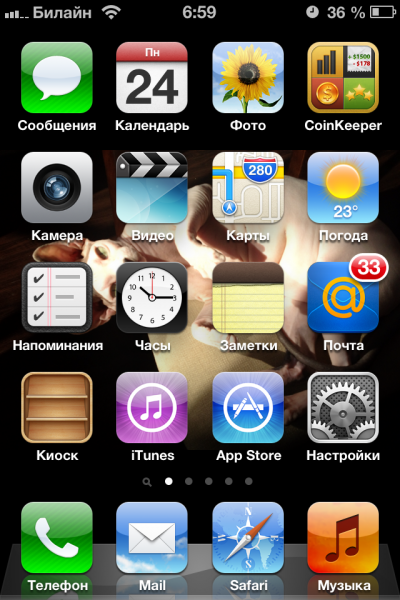 Билайн 6:59 36 %
Пн
24
+ $1500
- $178
Сообщения Календарь Фото CoinKeeper
280
23°
Камера Видео Карты Погода
33
Напоминания Часы Заметки Почта
Киоск iTunes App Store Настройки
Телефон Mail Safari Музыка